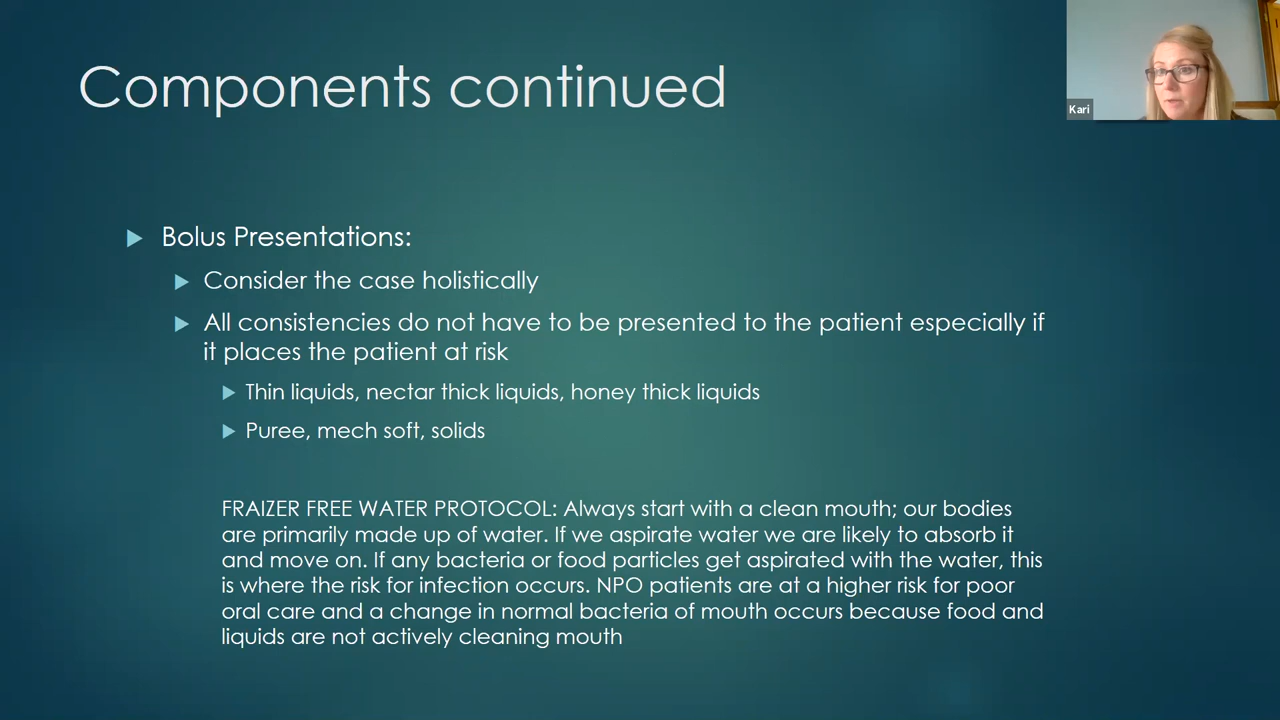 Components continued
Kari
Bolus Presentations:
Consider the case holistically
All consistencies do not have to be presented to the patient especially if
it places the patient at risk
Thin liquids, nectar thick liquids, honey thick liquids
Puree, mech soft, solids
FRAIZER FREE WATER PROTOCOL: Always start with a clean mouth; our bodies
are primarily made up of water. If we aspirate water we are likely to absorb it
and move on. If any bacteria or food particles get aspirated with the water, this
is where the risk for infection occurs. NPO patients are at a higher risk for poor
oral care and a change in normal bacteria of mouth occurs because food and
liquids are not actively cleaning mouth